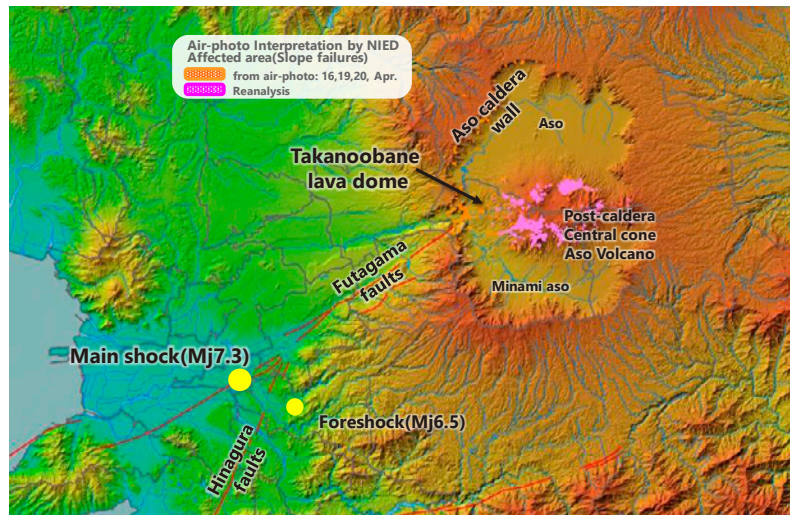 Air-photo Interpretation by NIED
Affected area(Slope failures)
from air-photo: 16,19,20, Apr.
Reanalysis
Aso caldera
wall
Aso
Takanoobane
lava dome
Post-caldera
Central cone
Aso Volcano
Futagama
faults
Minami aso
Main shock(Mj7.3)
Foreshock(Mj6.5)
Hinagura
faults